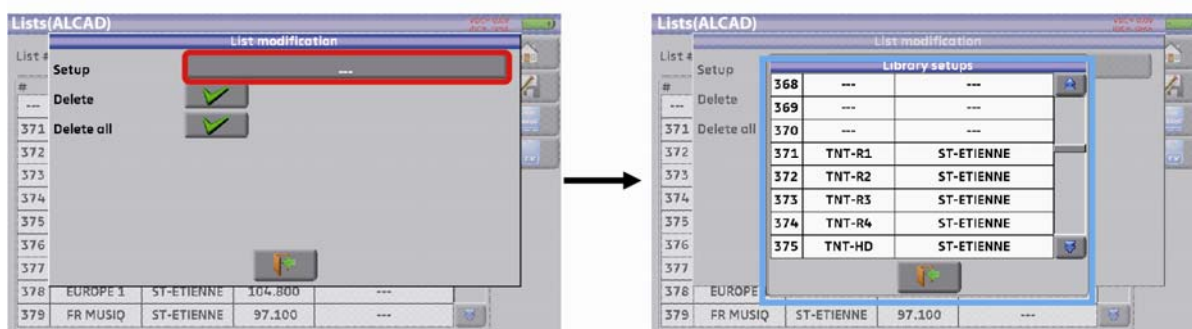 Lists(ALCAD)
List modification
List #
Setup ---
#
Delete
---
371 Delete all
372
373
374
375
376
377
378 EUROPE 1 ST-ETIENNE 104.800 ---
379 FR MUSIQ ST-ETIENNE 97.100 ---
Lists(ALCAD)
List modification
List #
Setup
Library setups
#
368 --- ---
--- Delete
369 --- ---
371 Delete all
370 --- ---
372
371 TNT-R1 ST-ETIENNE
373
372 TNT-R2 ST-ETIENNE
374
373 TNT-R3 ST-ETIENNE
375
374 TNT-R4 ST-ETIENNE
376
375 TNT-HD ST-ETIENNE
377
378 EUROPE
379 FR MUSIQ ST-ETIENNE 97.100 ---